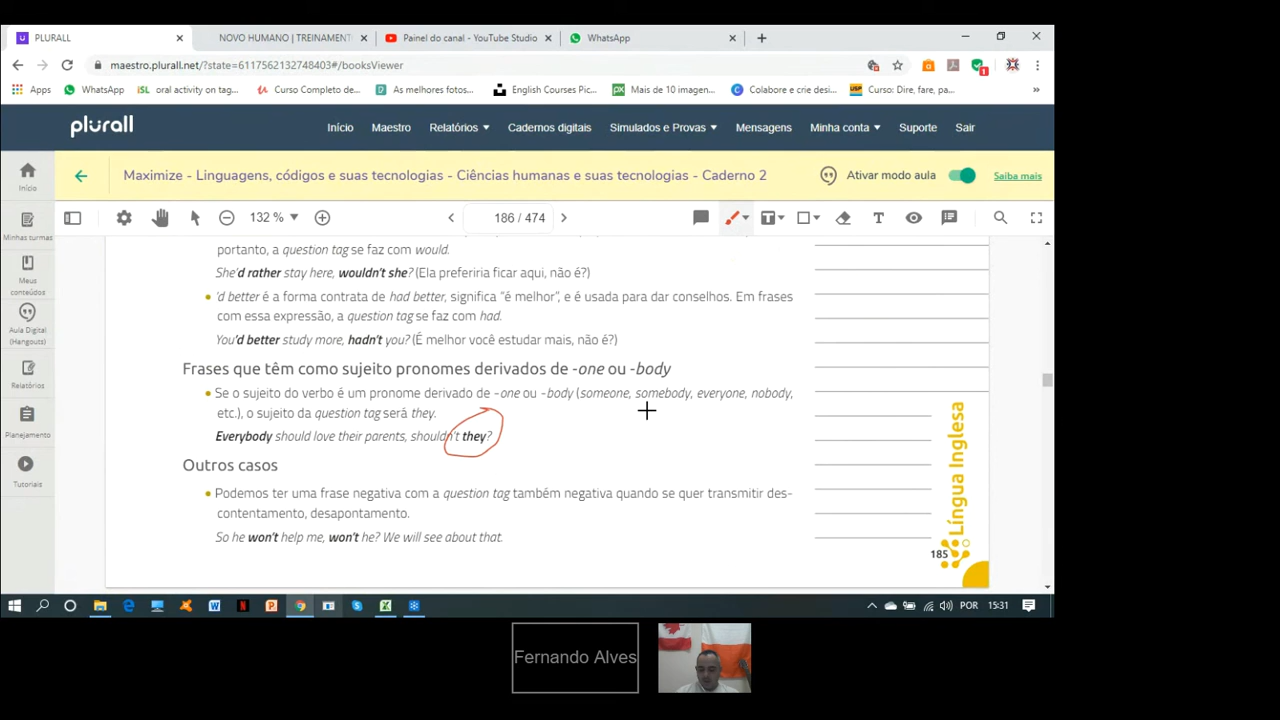 PLURALL
NOVO HUMANO | TREINAMENT
Painel do canal - YouTube Studio
WhatsApp
maestro.plurall.net/?state=6117562132748403#/booksViewer
Apps
WhatsApp
oral activity on tag...
Curso Completo de...
As melhores fotos...
English Courses Pic...
Mais de 10 imagen...
Colabore e crie desi...
Curso: Dire, fare, pa...
plurall
Início
Maestro
Relatórios
Cadernos digitais
Simulados e Provas
Mensagens
Minha conta
Suporte
Sair
Início
Minhas turmas
Meus conteúdos
Aula Digital (Hangouts)
Relatórios
Planejamento
Tutoriais
Maximize - Linguagens, códigos e suas tecnologias - Ciências humanas e suas tecnologias - Caderno 2
Ativar modo aula
Saiba mais
132 %
186 / 474
portanto, a question tag se faz com would.
She'd rather stay here, wouldn't she? (Ela preferiria ficar aqui, não é?)
• 'd better é a forma contrata de had better, significa "é melhor", e é usada para dar conselhos. Em frases
com essa expressão, a question tag se faz com had.
You'd better study more, hadn't you? (É melhor você estudar mais, não é?)
Frases que têm como sujeito pronomes derivados de -one ou -body
• Se o sujeito do verbo é um pronome derivado de -one ou -body (someone, somebody, everyone, nobody,
etc.), o sujeito da question tag será they.
Everybody should love their parents, shouldn't they?
Outros casos
• Podemos ter uma frase negativa com a question tag também negativa quando se quer transmitir des-
contentamento, desapontamento.
So he won't help me, won't he? We will see about that.
Língua Inglesa
185
POR
15:31
Fernando Alves